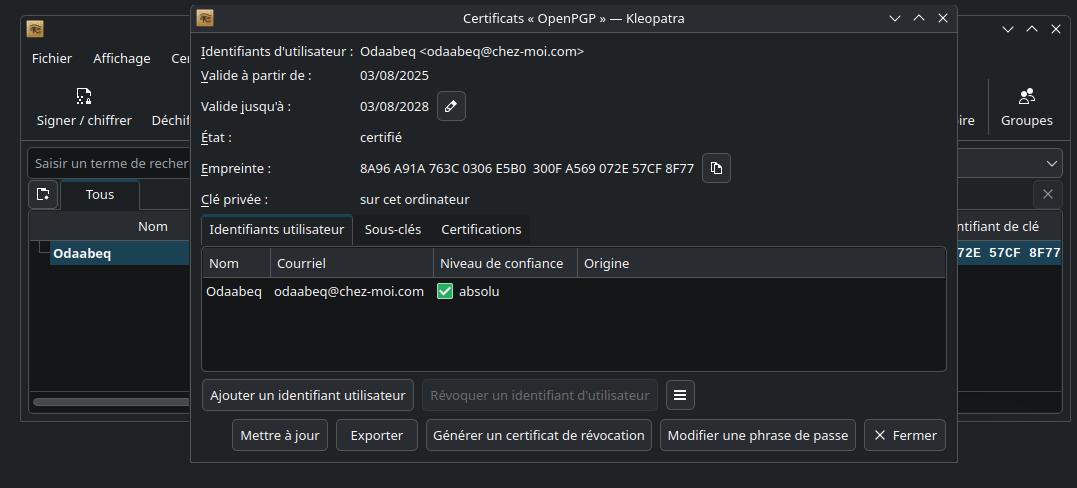 Certificats « OpenPGP » — Kleopatra
Fichier Affichage Cer
Signer / chiffrer Déchif
ire Groupes
Saisir un terme de recher
Tous
Nom
ntifiant de clé
Odaabeq
72E 57CF 8F77
Identifiants d'utilisateur : Odaabeq <odaabeq@chez-moi.com>
Valide à partir de : 03/08/2025
Valide jusqu'à : 03/08/2028
État : certifié
Empreinte : 8A96 A91A 763C 0306 E5B0 300F A569 072E 57CF 8F77
Clé privée : sur cet ordinateur
Identifiants utilisateur Sous-clés Certifications
Nom Courriel Niveau de confiance Origine
Odaabeq odaabeq@chez-moi.com absolu
Ajouter un identifiant utilisateur Révoquer un identifiant d'utilisateur
Mettre à jour Exporter Générer un certificat de révocation Modifier une phrase de passe Fermer